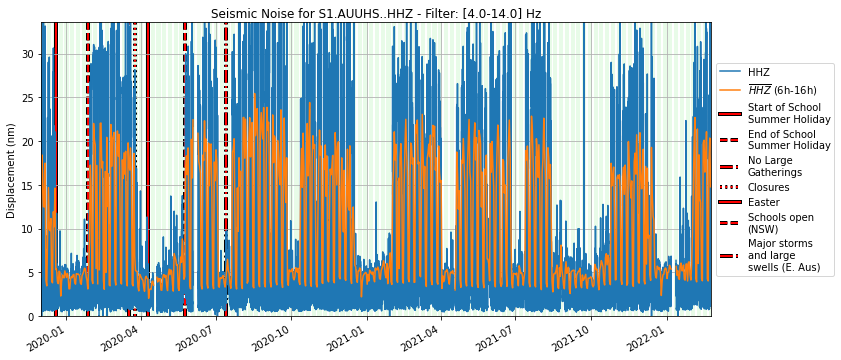 Seismic Noise for S1.AUUHS..HHZ - Filter: [4.0-14.0] Hz
Displacement (nm)
30
25
20
15
10
5
0
2020-01
2020-04
2020-07
2020-10
2021-01
2021-04
2021-07
2021-10
2022-01
HHZ
HHZ (6h-16h)
Start of School
Summer Holiday
End of School
Summer Holiday
No Large
Gatherings
Closures
Easter
Schools open
(NSW)
Major storms
and large
swells (E. Aus)